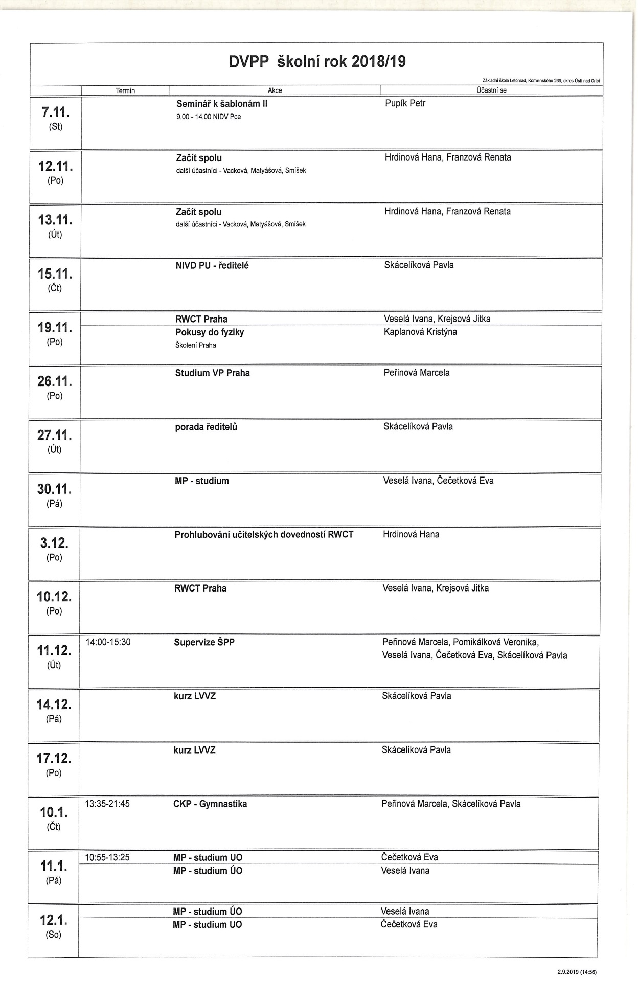 DVPP školní rok 2018/19
Základní škola Letohrad, Komenského 269, okres Ústí nad Orlicí
Termín Akce Účastní se
7.11. Seminář k šablonám II Pupík Petr
(St) 9.00 - 14.00 NIDV Pce
12.11. Začít spolu Hrdinová Hana, Franzová Renata
(Po) další účastníci - Vacková, Matyášová, Smíšek
13.11. Začít spolu Hrdinová Hana, Franzová Renata
(Út) další účastníci - Vacková, Matyášová, Smíšek
15.11. NIVD PU - ředitelé Skácelíková Pavla
(Čt)
19.11. RWCT Praha Veselá Ivana, Krejsová Jitka
(Po) Pokusy do fyziky Kaplanová Kristýna
Školení Praha
26.11. Studium VP Praha Peřinová Marcela
(Po)
27.11. porada ředitelů Skácelíková Pavla
(Út)
30.11. MP - studium Veselá Ivana, Čečetková Eva
(Pá)
3.12. Prohlubování učitelských dovedností RWCT Hrdinová Hana
(Po)
10.12. RWCT Praha Veselá Ivana, Krejsová Jitka
(Po)
11.12. 14:00-15:30 Supervize ŠPP Peřinová Marcela, Pomikálková Veronika,
(Út) Veselá Ivana, Čečetková Eva, Skácelíková Pavla
14.12. kurz LVVZ Skácelíková Pavla
(Pá)
17.12. kurz LVVZ Skácelíková Pavla
(Po)
10.1. 13:35-21:45 CKP - Gymnastika Peřinová Marcela, Skácelíková Pavla
(Čt)
11.1. 10:55-13:25 MP - studium UO Čečetková Eva
(Pá) MP - studium ÚO Veselá Ivana
12.1. MP - studium ÚO Veselá Ivana
(So) MP - studium UO Čečetková Eva
2.9.2019 (14:56)